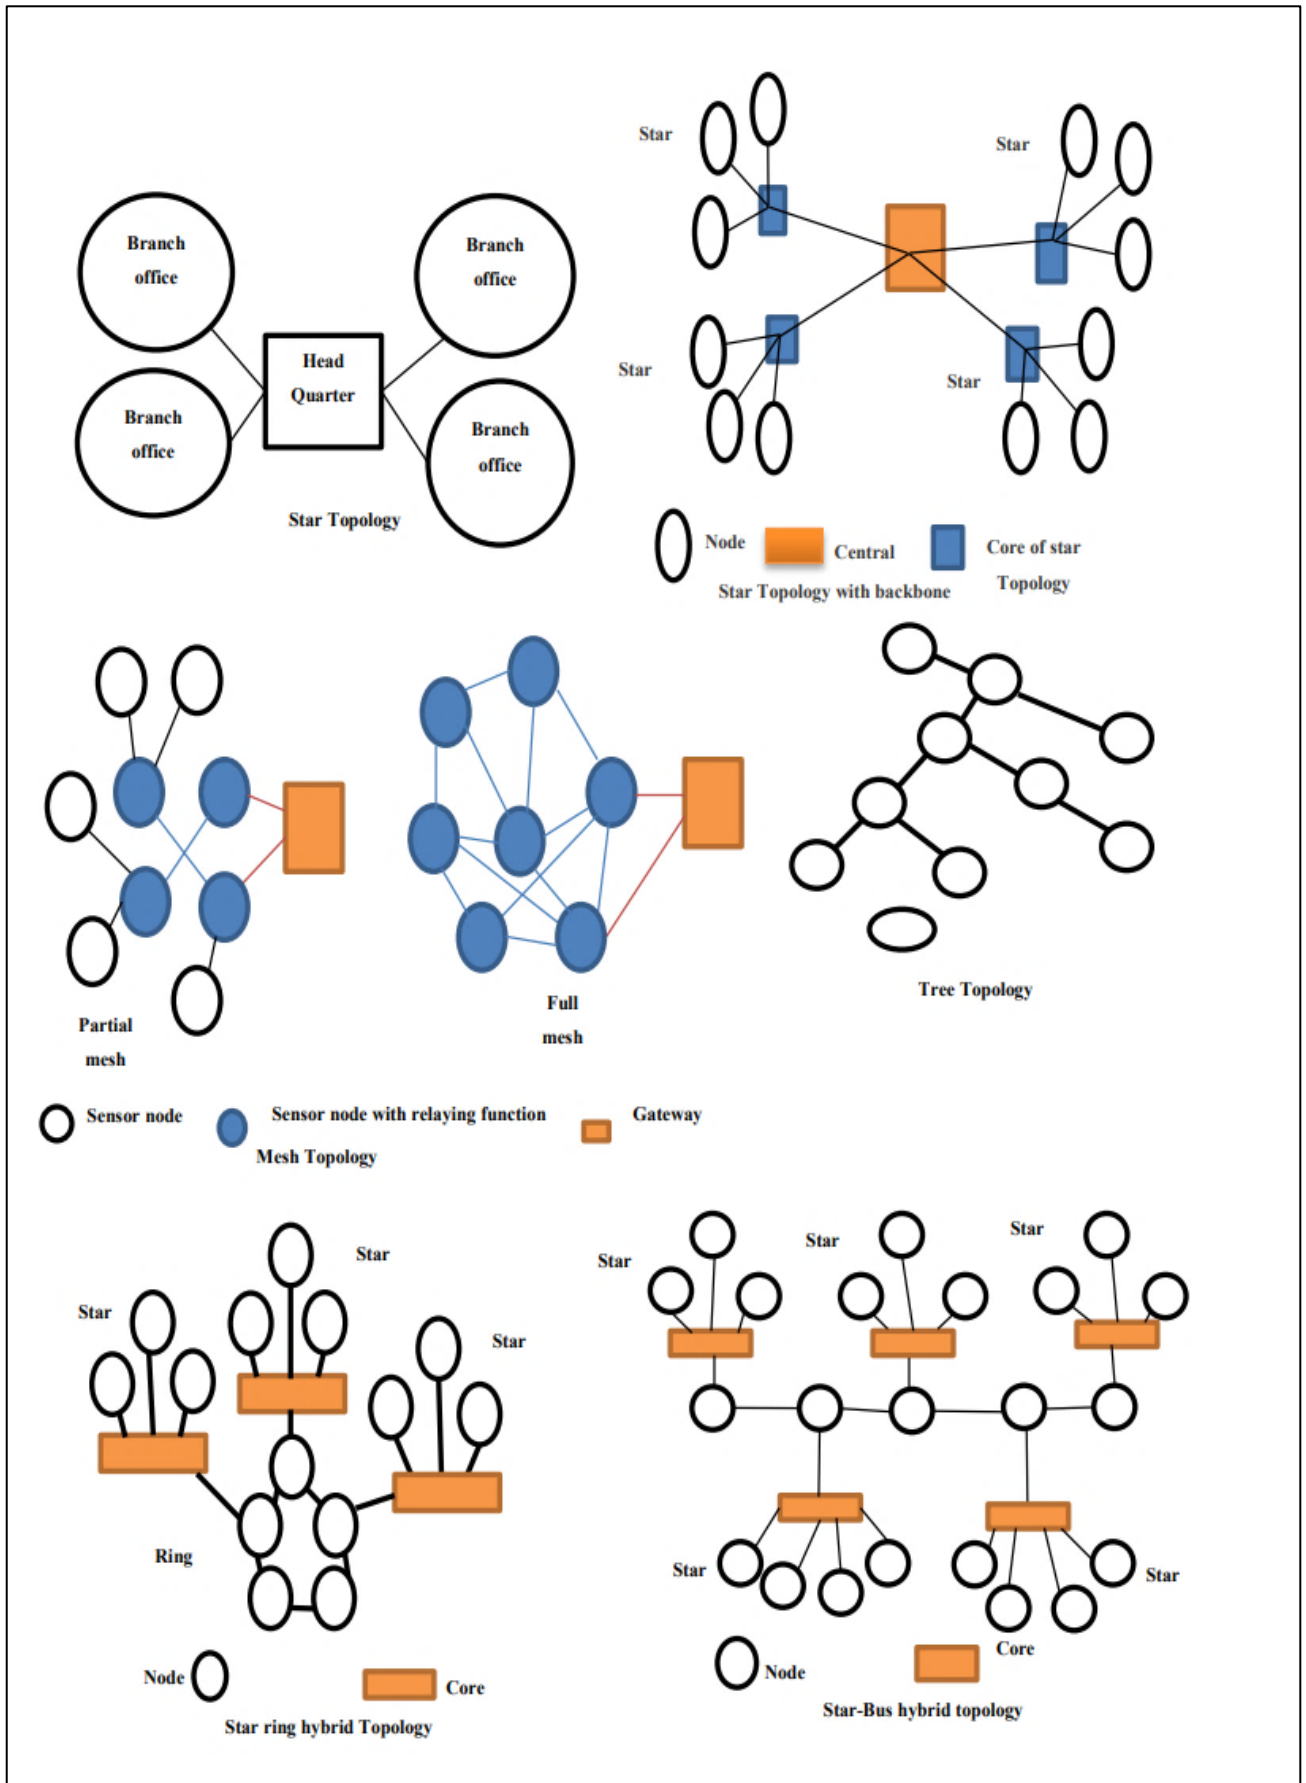 Branch
office
Branch
office
Head
Quarter
Branch
office
Branch
office
Star Topology
Star
Star
Star
Star
Node
Central
Core of star
Topology
Star Topology with backbone
Partial
mesh
Full
mesh
Tree Topology
Sensor node
Sensor node with relaying function
Gateway
Mesh Topology
Star
Star
Star
Ring
Node
Core
Star ring hybrid Topology
Star
Star
Star
Star
Star
Node
Core
Star-Bus hybrid topology